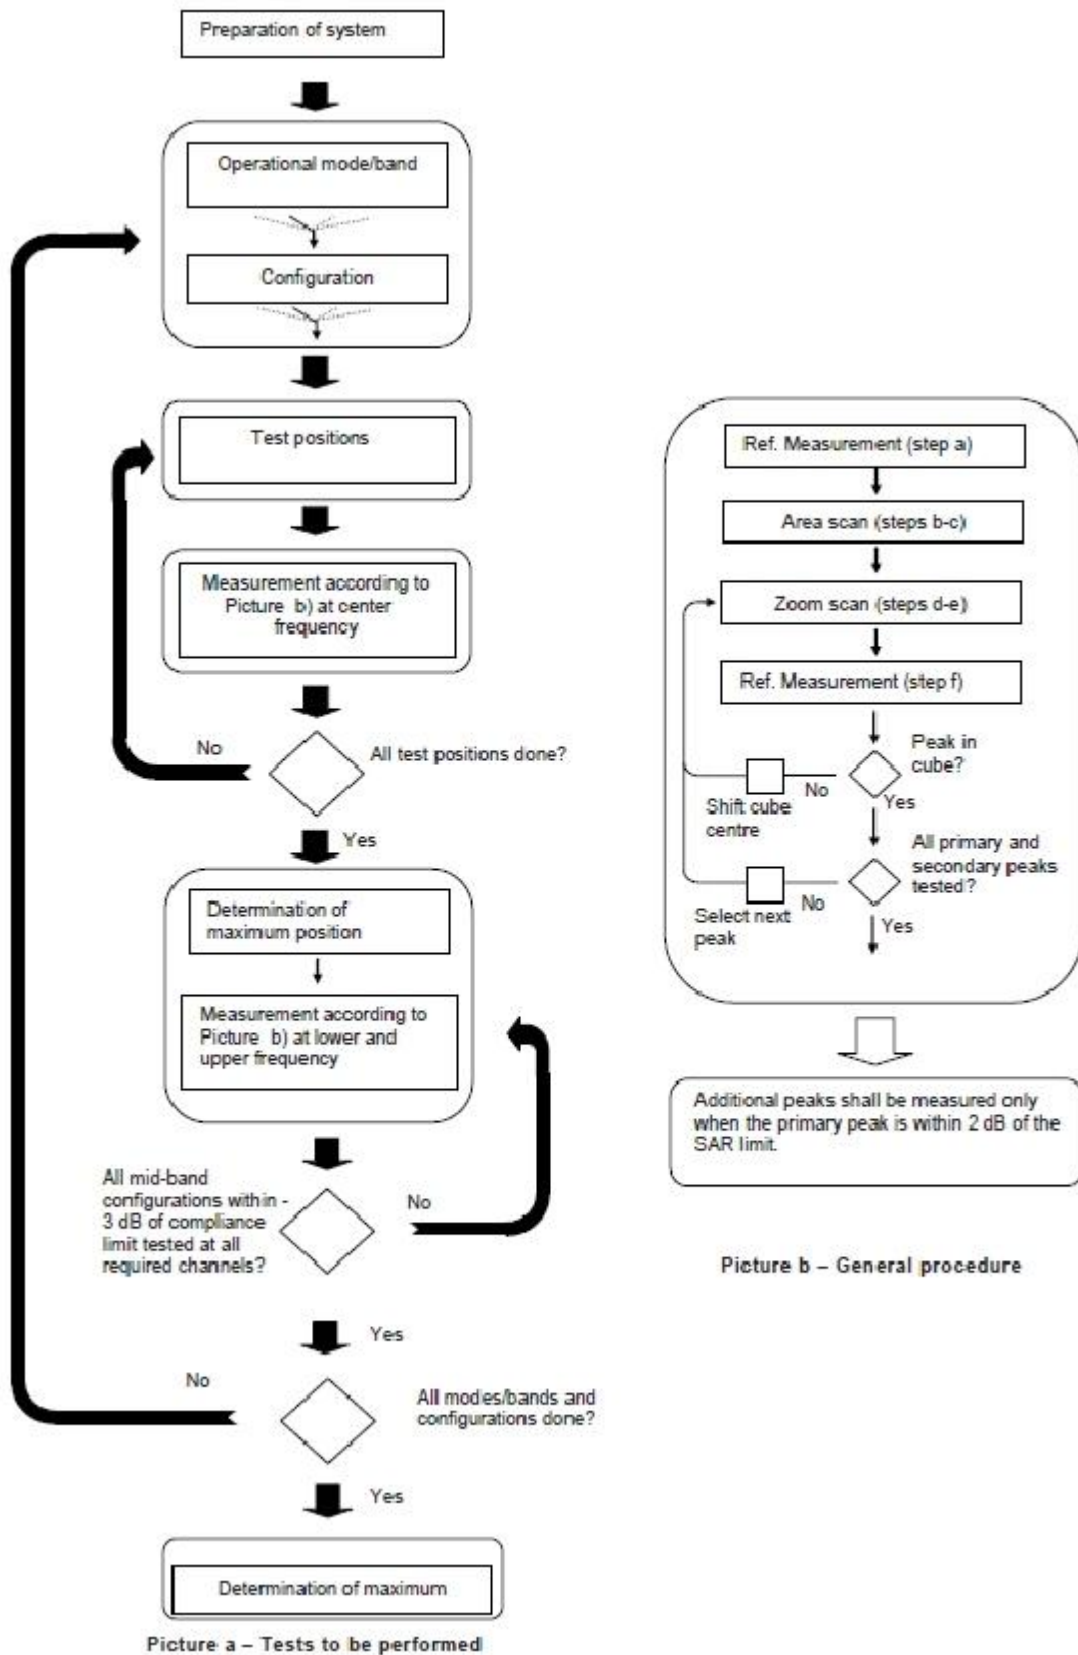 Preparation of system
Operational mode/band
Configuration
Test positions
Measurement according to
Picture b) at center
frequency
No
All test positions done?
Yes
Determination of
maximum position
Measurement according to
Picture b) at lower and
upper frequency
All mid-band
configurations within -
3 dB of compliance
limit tested at all
required channels?
No
Yes
No
All modes/bands and
configurations done?
Yes
Determination of maximum
Picture a – Tests to be performed
Ref. Measurement (step a)
Area scan (steps b-c)
Zoom scan (steps d-e)
Ref. Measurement (step f)
Peak in
cube?
No
Shift cube
centre
Yes
All primary and
secondary peaks
tested?
No
Select next
peak
Yes
Additional peaks shall be measured only
when the primary peak is within 2 dB of the
SAR limit.
Picture b – General procedure